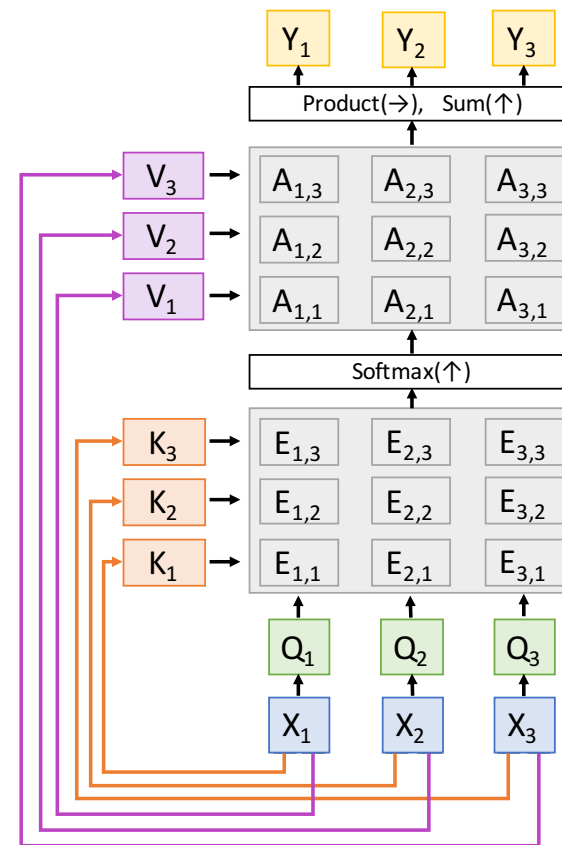 Y₁ Y₂ Y₃
Product(→), Sum(↑)
V₃ A₁,₃ A₂,₃ A₃,₃
V₂ A₁,₂ A₂,₂ A₃,₂
V₁ A₁,₁ A₂,₁ A₃,₁
Softmax(↑)
K₃ E₁,₃ E₂,₃ E₃,₃
K₂ E₁,₂ E₂,₂ E₃,₂
K₁ E₁,₁ E₂,₁ E₃,₁
Q₁ Q₂ Q₃
X₁ X₂ X₃